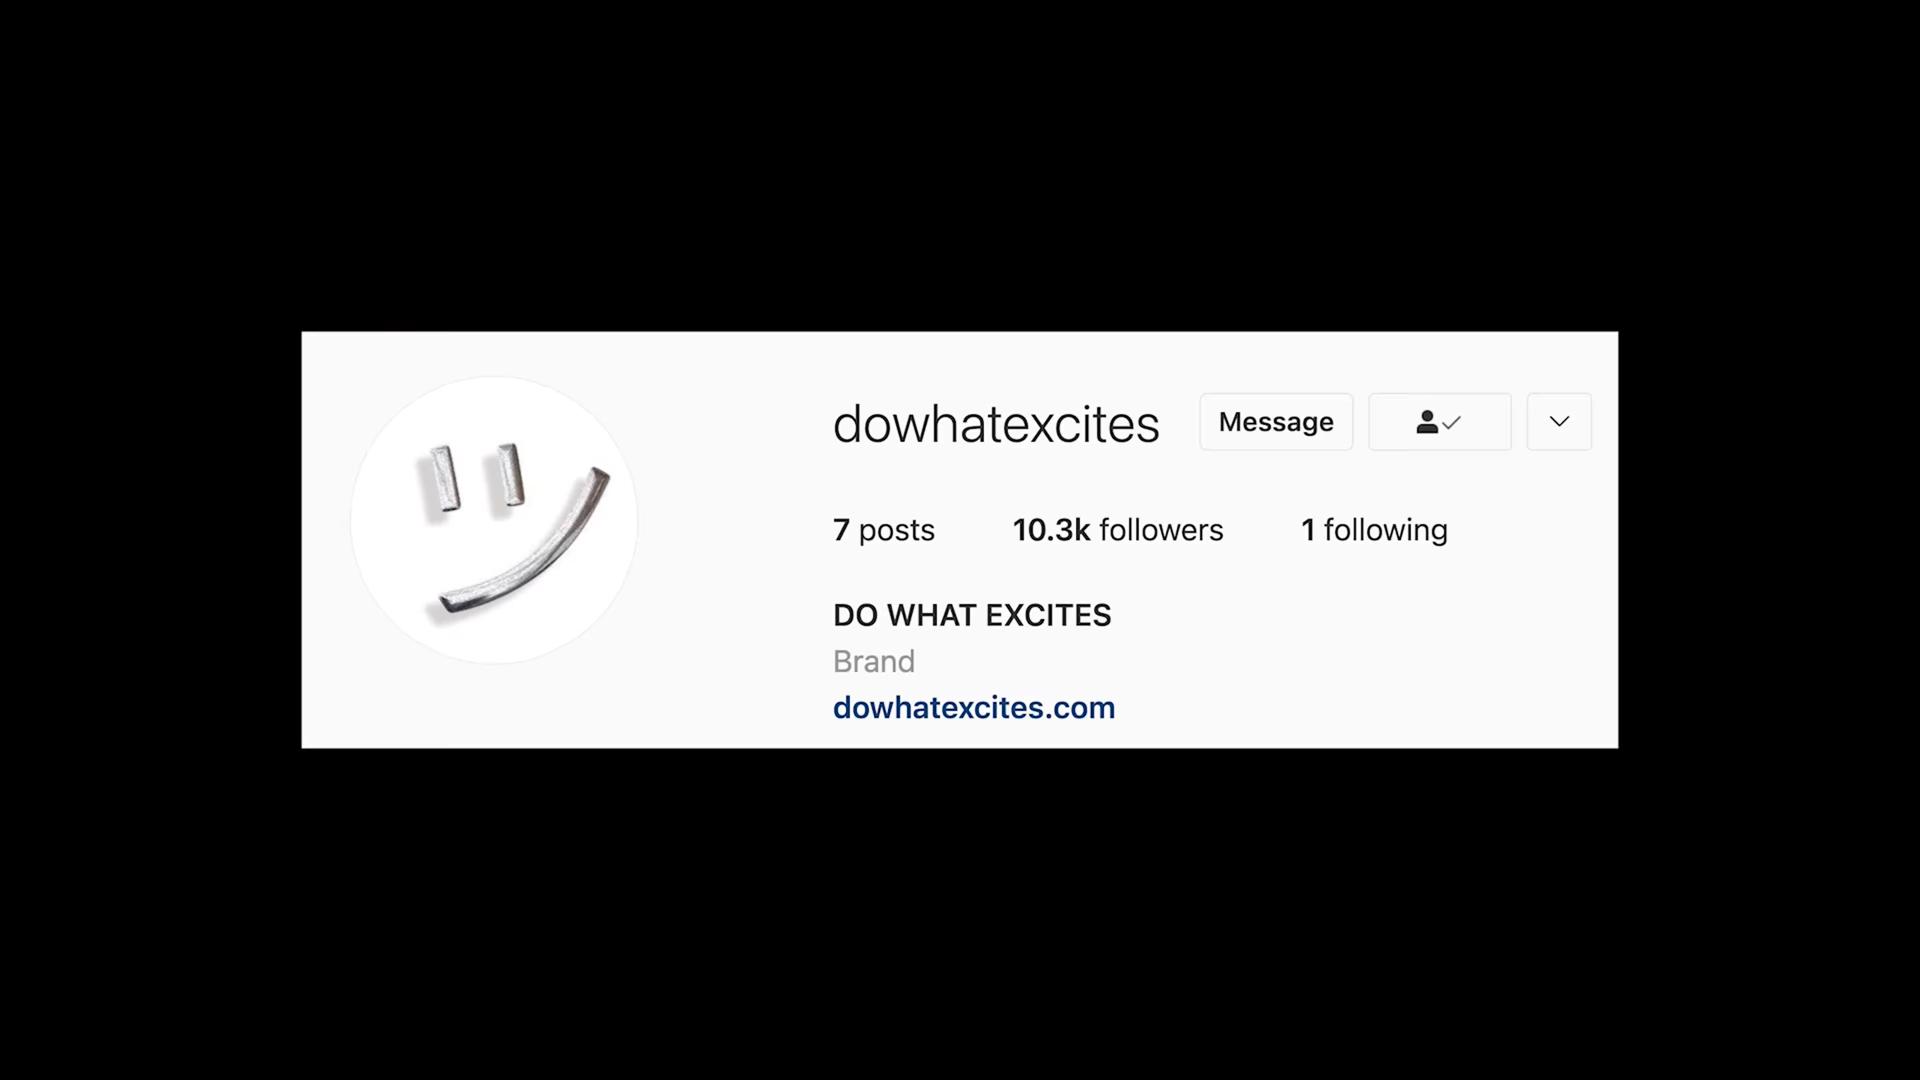 dowhatexcites Message
7 posts 10.3k followers 1 following
DO WHAT EXCITES
Brand
dowhatexcites.com